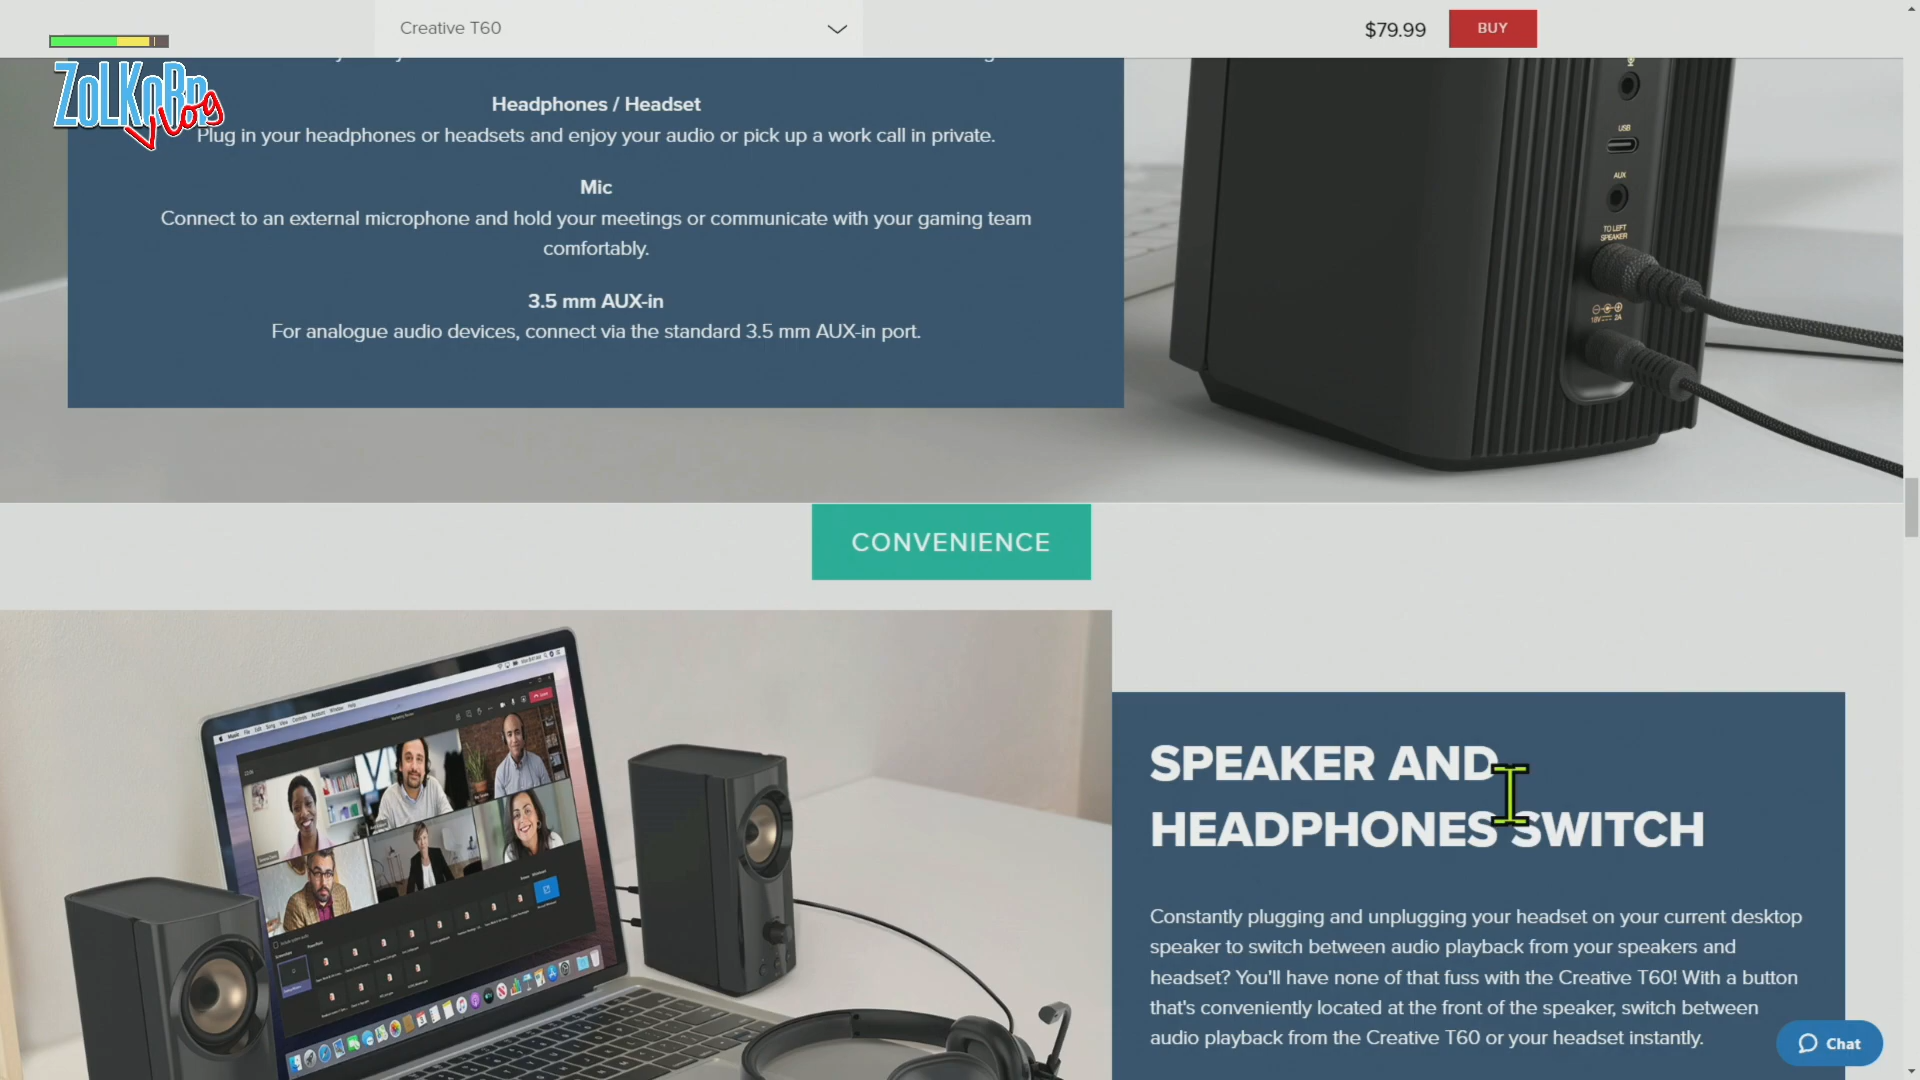 Creative T60
$79.99
BUY
ZoLKoRn
Vlog
Headphones / Headset
Plug in your headphones or headsets and enjoy your audio or pick up a work call in private.
Mic
Connect to an external microphone and hold your meetings or communicate with your gaming team
comfortably.
3.5 mm AUX-in
For analogue audio devices, connect via the standard 3.5 mm AUX-in port.
USB
AUX
TO LEFT
SPEAKER
18V 2A
CONVENIENCE
SPEAKER AND
HEADPHONES SWITCH
Constantly plugging and unplugging your headset on your current desktop
speaker to switch between audio playback from your speakers and
headset? You'll have none of that fuss with the Creative T60! With a button
that's conveniently located at the front of the speaker, switch between
audio playback from the Creative T60 or your headset instantly.
Chat